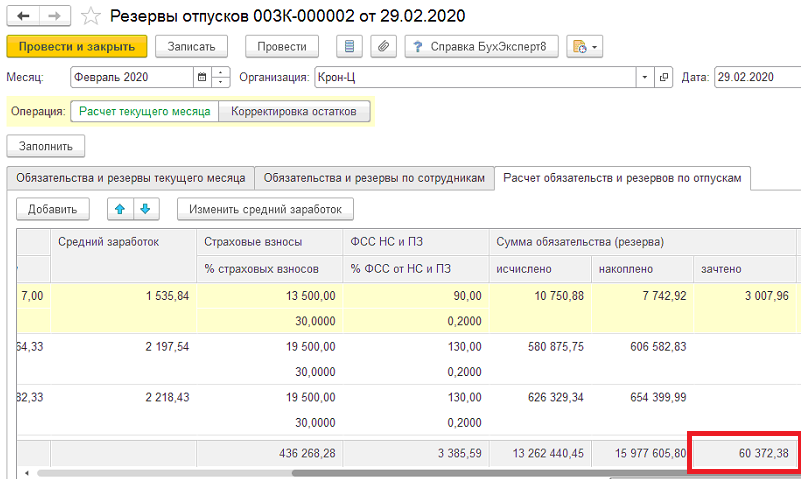 Резервы отпусков 00ЗК-000002 от 29.02.2020
Провести и закрыть Записать Провести ? Справка БухЭксперт8
Месяц: Февраль 2020 Организация: Крон-Ц Дата: 29.02.2020
Операция: Расчет текущего месяца Корректировка остатков
Заполнить
Обязательства и резервы текущего месяца Обязательства и резервы по сотрудникам Расчет обязательств и резервов по отпускам
Добавить Изменить средний заработок
Средний заработок Страховые взносы ФСС НС и ПЗ Сумма обязательства (резерва)
% страховых взносов % ФСС от НС и ПЗ исчислено накоплено зачтено
7,00 1 535,84 13 500,00 90,00 10 750,88 7 742,92 3 007,96
30,0000 0,2000
64,33 2 197,54 19 500,00 130,00 580 875,75 606 582,83
30,0000 0,2000
82,33 2 218,43 19 500,00 130,00 626 329,34 654 399,99
30,0000 0,2000
436 268,28 3 385,59 13 262 440,45 15 977 605,80 60 372,38